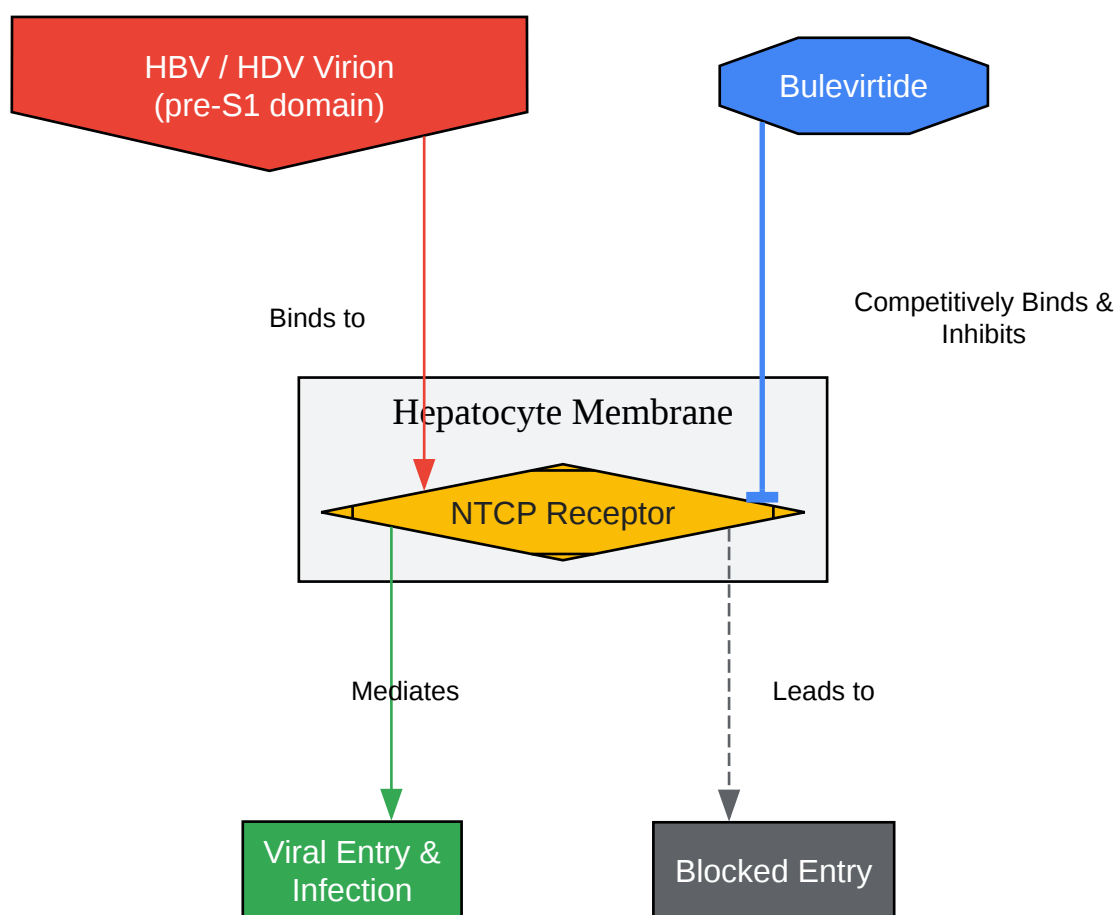 HBV / HDV Virion
(pre-S1 domain)
Bulevirtide
Binds to
Competitively Binds &
Inhibits
Hepatocyte Membrane
NTCP Receptor
Mediates
Leads to
Viral Entry &
Infection
Blocked Entry